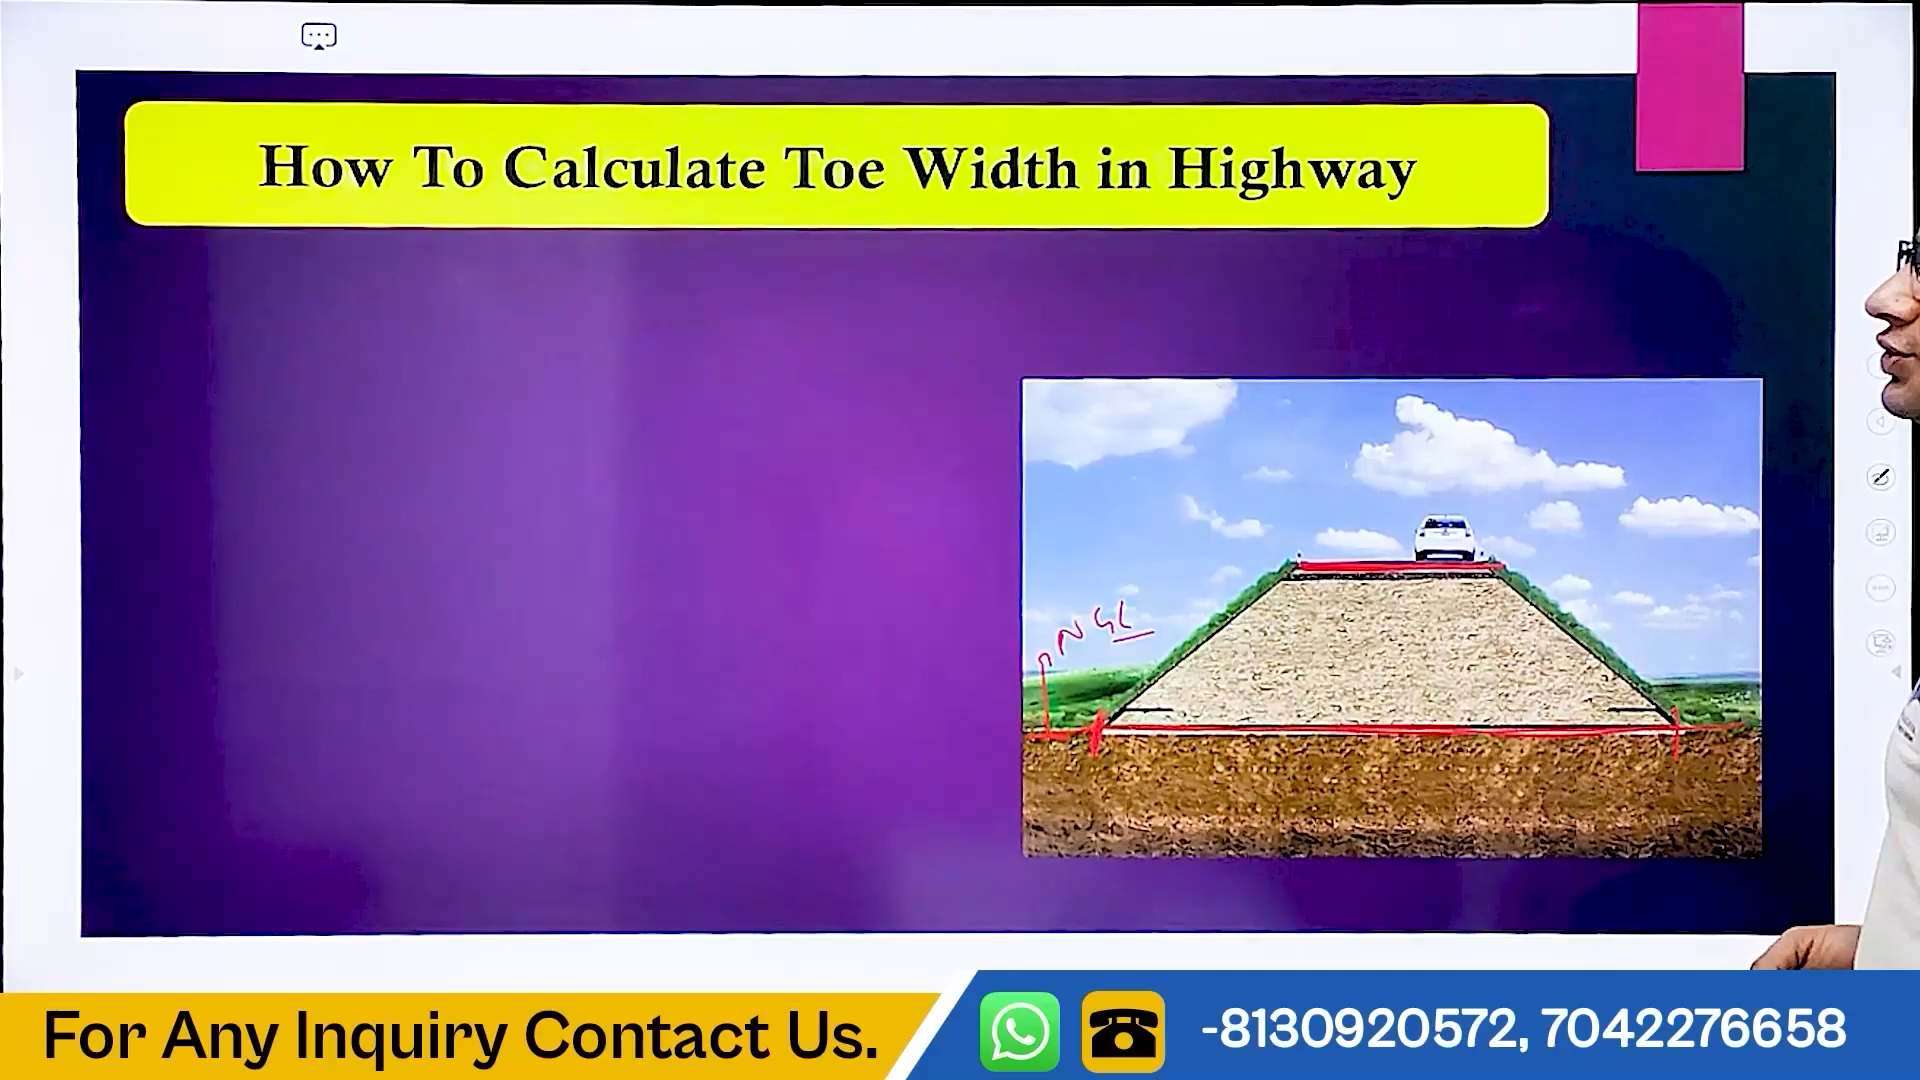 How To Calculate Toe Width in Highway
NGL
For Any Inquiry Contact Us.
-8130920572, 7042276658